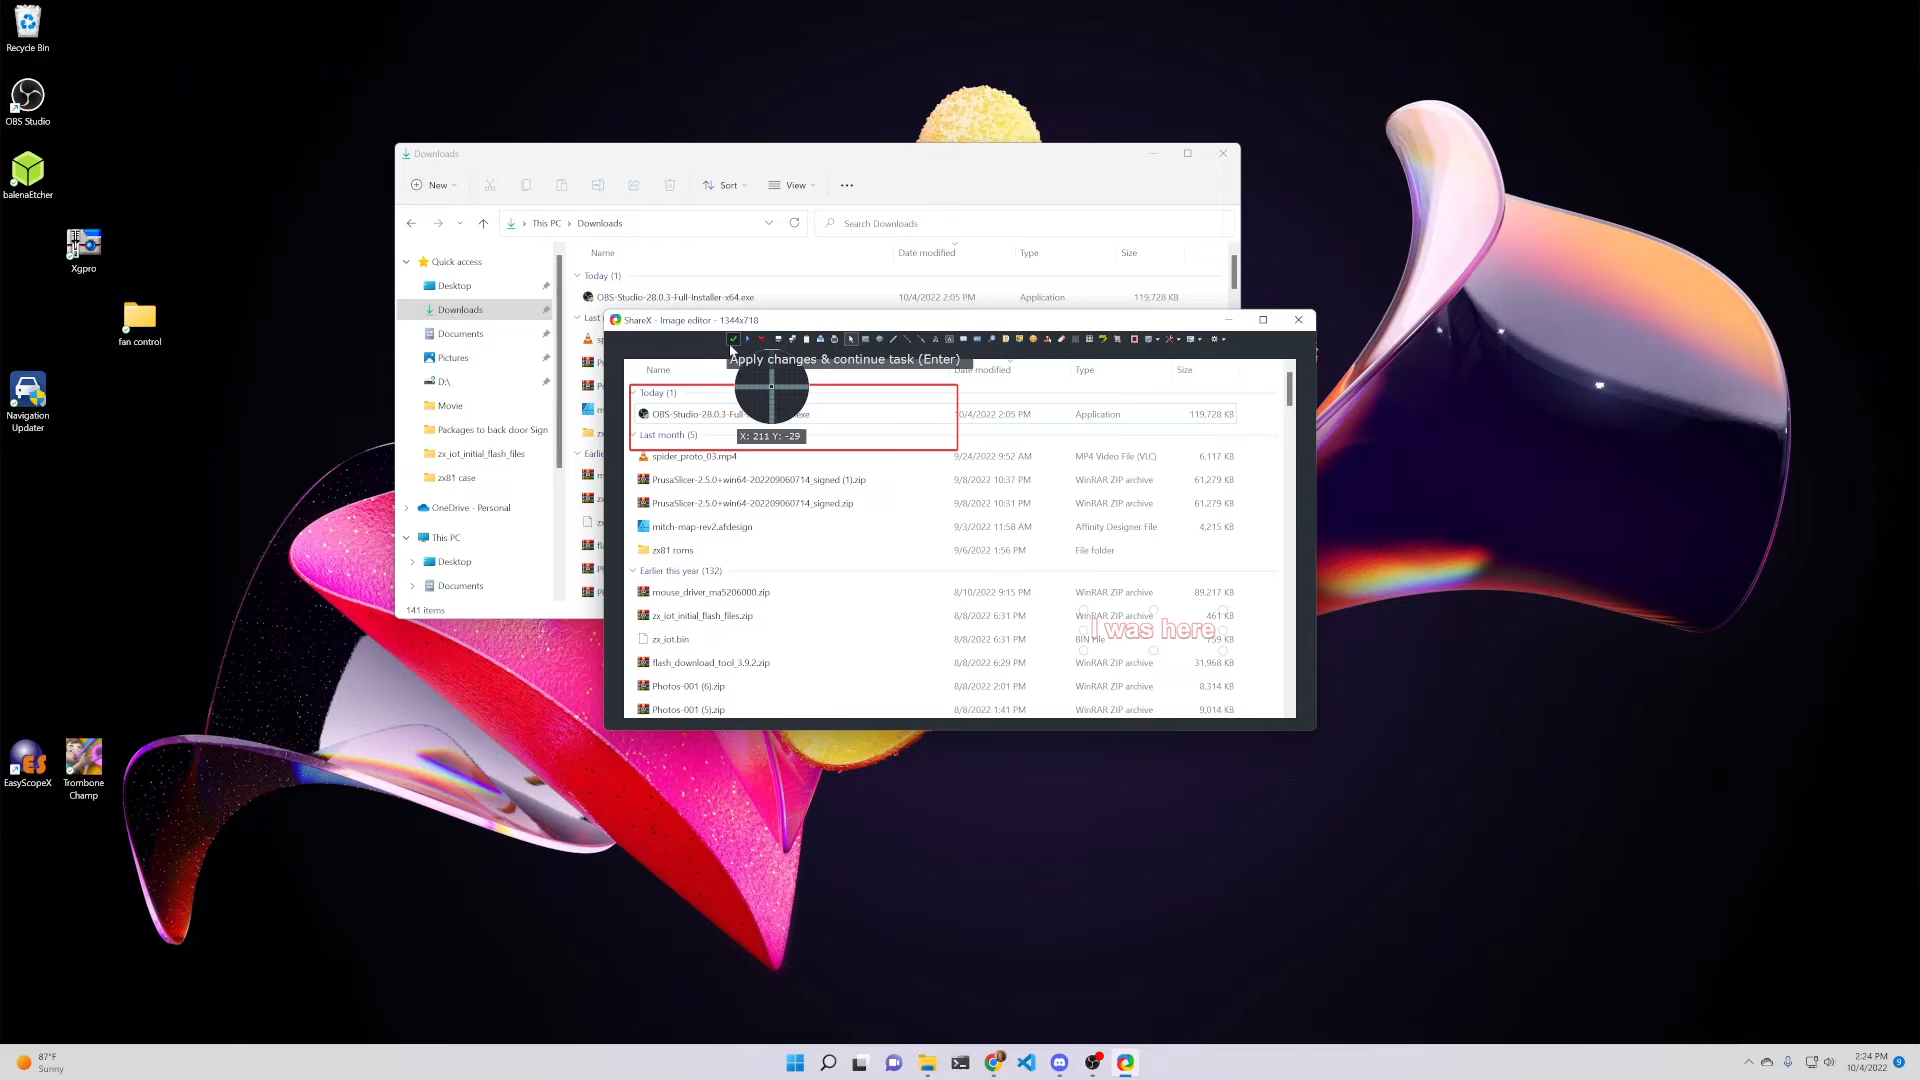 Recycle Bin
OBS Studio
balenaEtcher
Xgpro
fan control
Navigation
Updater
EasyScopeX
Trombone
Champ
Downloads
New
Sort
View
This PC
Downloads
Search Downloads
Name
Date modified
Type
Size
Quick access
Desktop
Downloads
Documents
Pictures
D:\
Movie
Packages to back door Sign
zx_iot_initial_flash_files
zx81 case
OneDrive - Personal
This PC
Desktop
Documents
141 items
Today (1)
OBS-Studio-28.0.3-Full-Installer-x64.exe 10/4/2022 2:05 PM Application 119,728 KB
Last
Earlie
ShareX - Image editor - 1344x718
Apply changes & continue task (Enter)
Name Date modified Type Size
Today (1)
OBS-Studio-28.0.3-Full exe 10/4/2022 2:05 PM Application 119,728 KB
X: 211 Y: -29
Last month (5)
spider_proto_03.mp4 9/24/2022 9:52 AM MP4 Video File (VLC) 6,117 KB
PrusaSlicer-2.5.0+win64-202209060714_signed (1).zip 9/8/2022 10:37 PM WinRAR ZIP archive 61,279 KB
PrusaSlicer-2.5.0+win64-202209060714_signed.zip 9/8/2022 10:31 PM WinRAR ZIP archive 61,279 KB
mitch-map-rev2.afdesign 9/3/2022 11:58 AM Affinity Designer File 4,215 KB
zx81 roms 9/6/2022 1:56 PM File folder
Earlier this year (132)
mouse_driver_ma5206000.zip 8/10/2022 9:15 PM WinRAR ZIP archive 89,217 KB
zx_iot_initial_flash_files.zip 8/8/2022 6:31 PM WinRAR ZIP archive 461 KB
I was here
zx_iot.bin 8/8/2022 6:31 PM BIN File 759 KB
flash_download_tool_3.9.2.zip 8/8/2022 6:29 PM WinRAR ZIP archive 31,968 KB
Photos-001 (6).zip 8/8/2022 2:01 PM WinRAR ZIP archive 8,314 KB
Photos-001 (5).zip 8/8/2022 1:41 PM WinRAR ZIP archive 9,014 KB
87°F
Sunny
2:24 PM
10/4/2022
9